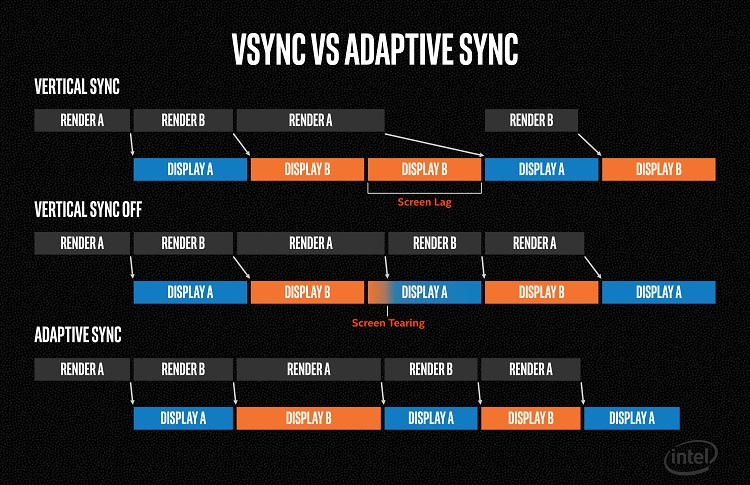 VSYNC VS ADAPTIVE SYNC
VERTICAL SYNC
RENDER A RENDER B RENDER A RENDER B
DISPLAY A DISPLAY B DISPLAY B DISPLAY A DISPLAY B
Screen Lag
VERTICAL SYNC OFF
RENDER A RENDER B RENDER A RENDER B RENDER A
DISPLAY A DISPLAY B DISPLAY A DISPLAY B DISPLAY A
Screen Tearing
ADAPTIVE SYNC
RENDER A RENDER B RENDER A RENDER B RENDER A
DISPLAY A DISPLAY B DISPLAY A DISPLAY B DISPLAY A
intel